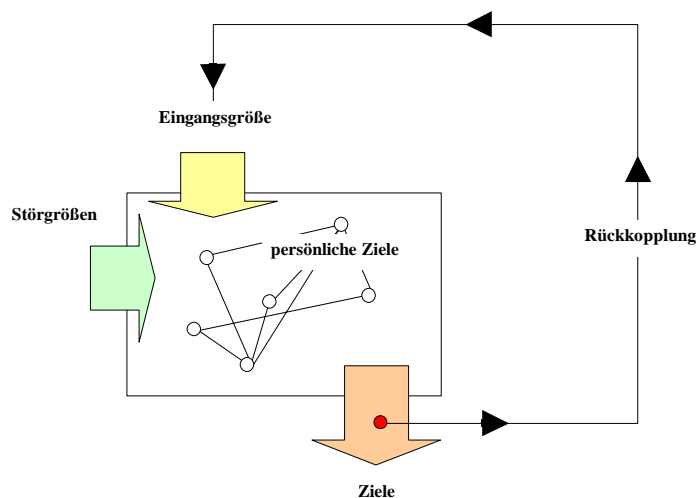 Eingangsgröße
Störgrößen
persönliche Ziele
Rückkopplung
Ziele